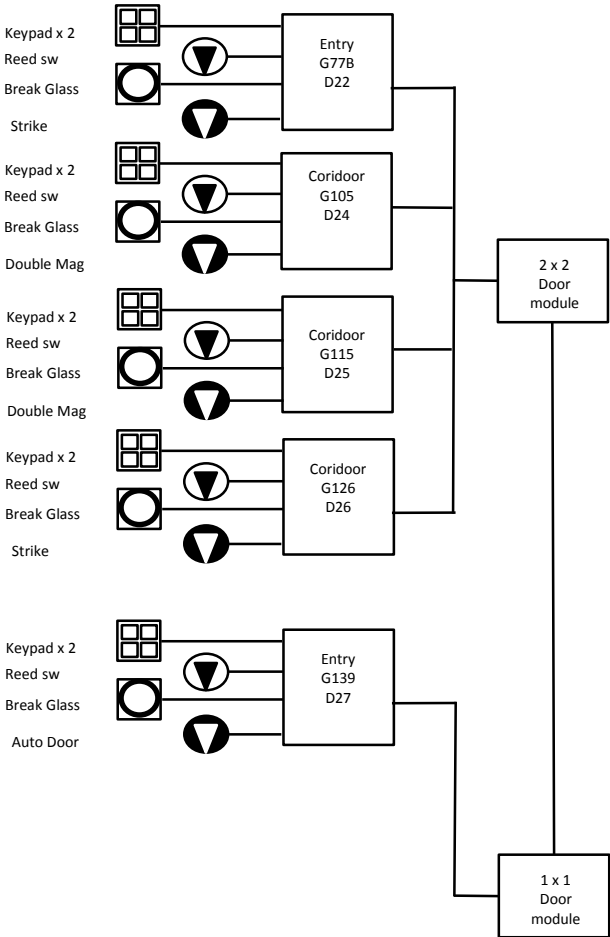 Keypad x 2
Reed sw
Break Glass
Strike
Entry
G77B
D22
Keypad x 2
Reed sw
Break Glass
Double Mag
Coridoor
G105
D24
2 x 2
Door
module
Keypad x 2
Reed sw
Break Glass
Double Mag
Coridoor
G115
D25
Keypad x 2
Reed sw
Break Glass
Strike
Coridoor
G126
D26
Keypad x 2
Reed sw
Break Glass
Auto Door
Entry
G139
D27
1 x 1
Door
module